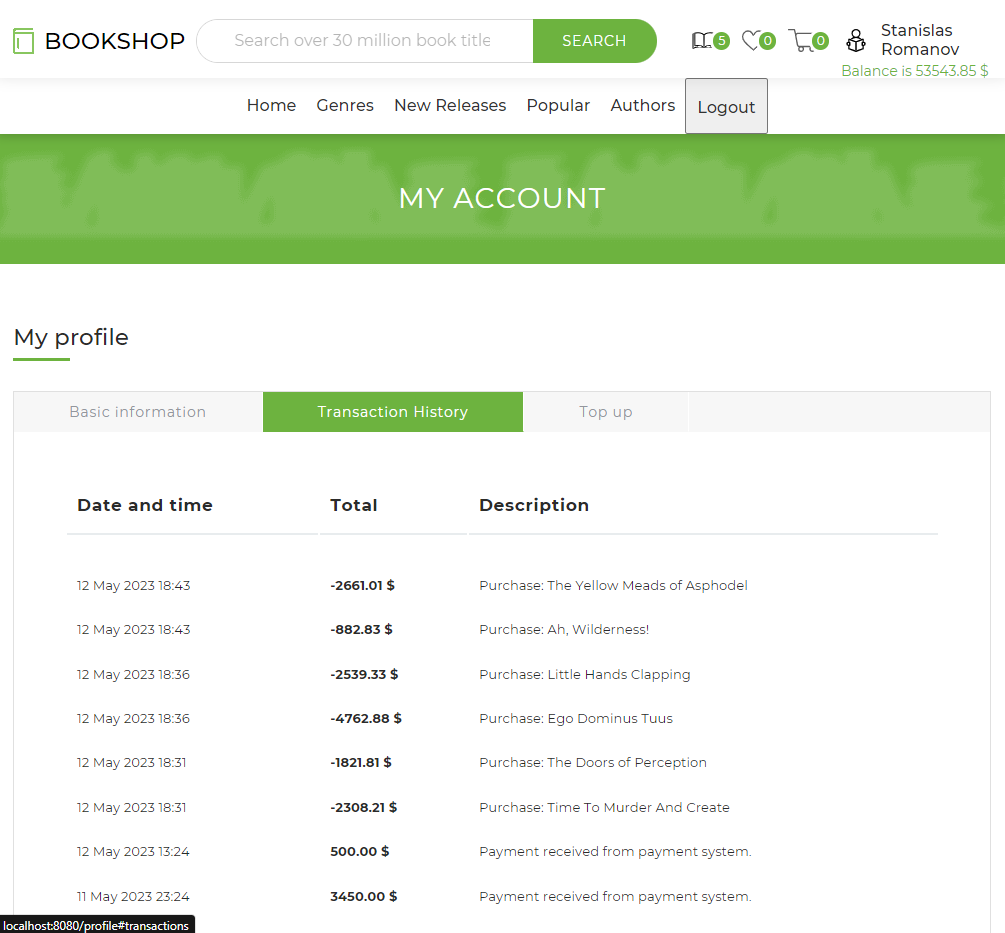 BOOKSHOP
Search over 30 million book title
SEARCH
5
0
0
Stanislas
Romanov
Balance is 53543.85 $
Home Genres New Releases Popular Authors Logout
MY ACCOUNT
My profile
Basic information Transaction History Top up
Date and time Total Description
12 May 2023 18:43 -2661.01 $ Purchase: The Yellow Meads of Asphodel
12 May 2023 18:43 -882.83 $ Purchase: Ah, Wilderness!
12 May 2023 18:36 -2539.33 $ Purchase: Little Hands Clapping
12 May 2023 18:36 -4762.88 $ Purchase: Ego Dominus Tuus
12 May 2023 18:31 -1821.81 $ Purchase: The Doors of Perception
12 May 2023 18:31 -2308.21 $ Purchase: Time To Murder And Create
12 May 2023 13:24 500.00 $ Payment received from payment system.
11 May 2023 23:24 3450.00 $ Payment received from payment system.
localhost:8080/profile#transactions